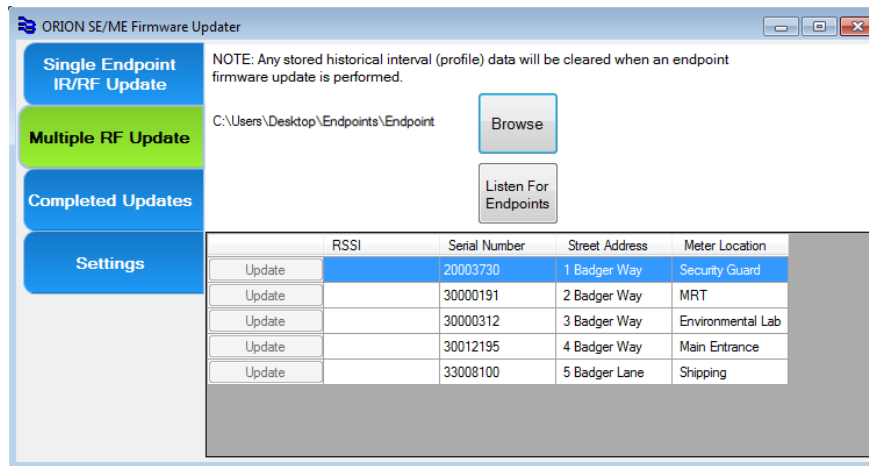 ORION SE/ME Firmware Updater
Single Endpoint
IR/RF Update
Multiple RF Update
Completed Updates
Settings
NOTE: Any stored historical interval (profile) data will be cleared when an endpoint
firmware update is performed.
C:\Users\Desktop\Endpoints\Endpoint
Browse
Listen For
Endpoints
RSSI Serial Number Street Address Meter Location
Update 20003730 1 Badger Way Security Guard
Update 30000191 2 Badger Way MRT
Update 30000312 3 Badger Way Environmental Lab
Update 30012195 4 Badger Way Main Entrance
Update 33008100 5 Badger Lane Shipping